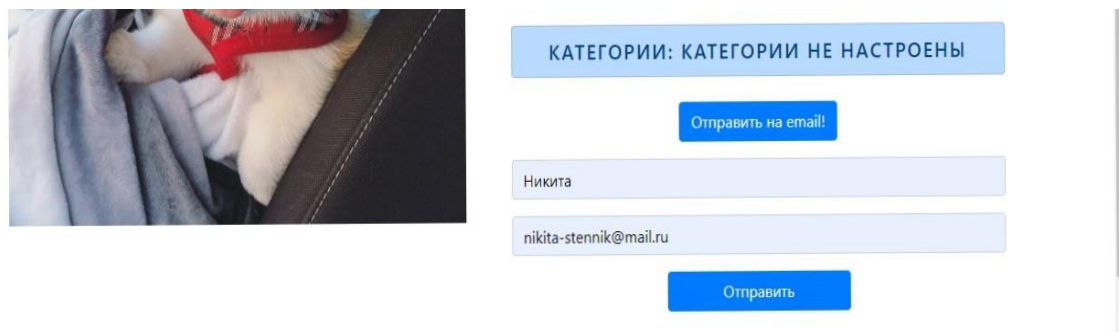 КАТЕГОРИИ: КАТЕГОРИИ НЕ НАСТРОЕНЫ
Отправить на email!
Никита
nikita-stennik@mail.ru
Отправить